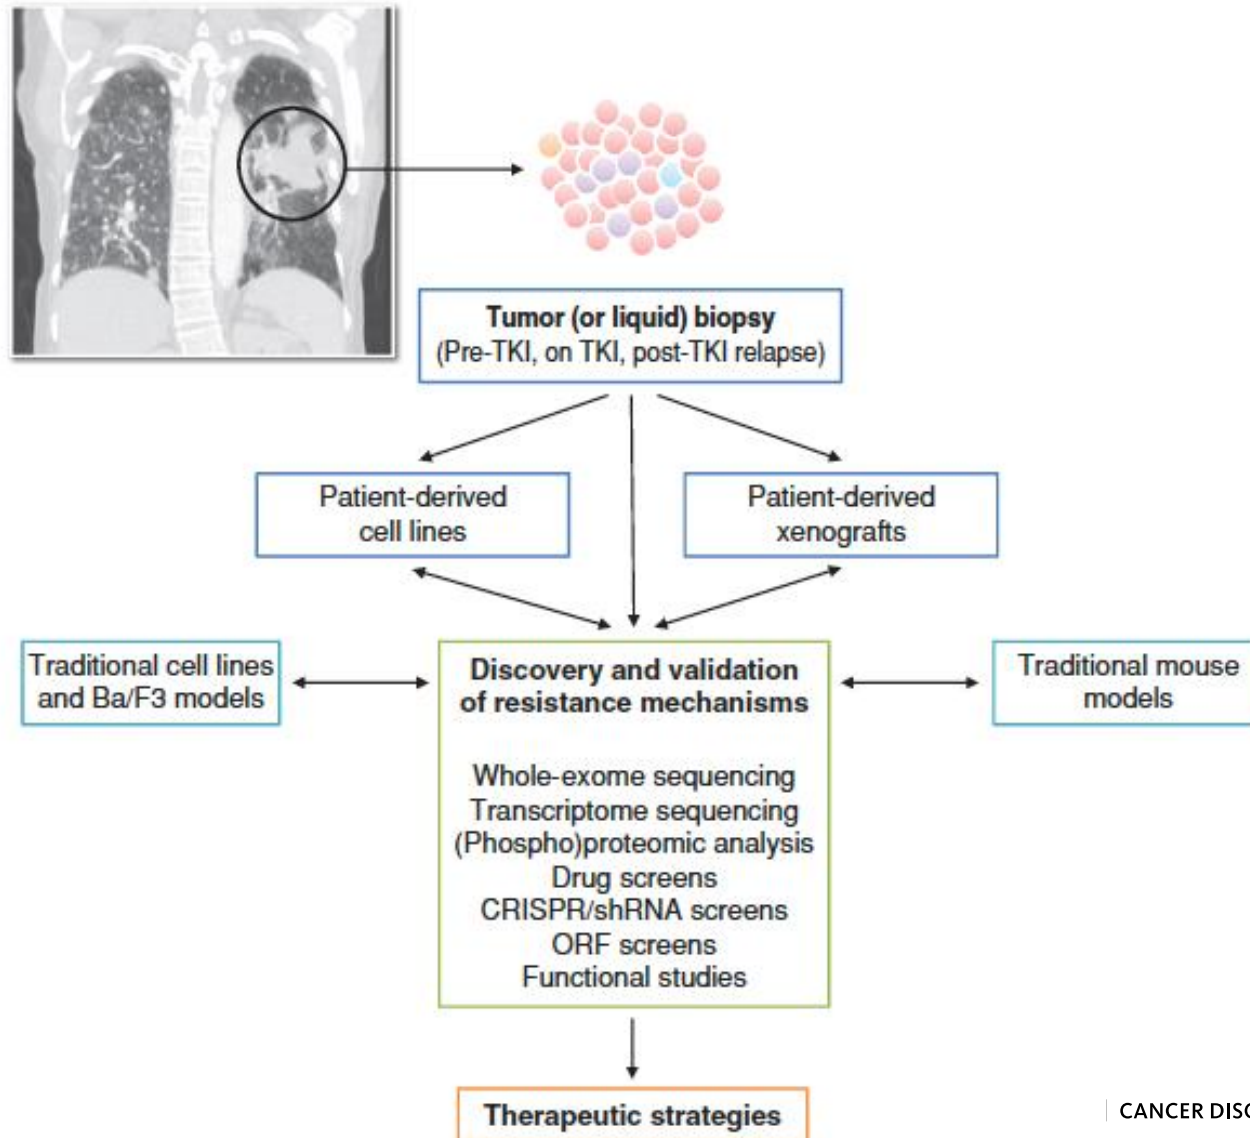 Tumor (or liquid) biopsy
(Pre-TKI, on TKI, post-TKI relapse)
Patient-derived
cell lines
Patient-derived
xenografts
Traditional cell lines
and Ba/F3 models
Discovery and validation
of resistance mechanisms
Whole-exome sequencing
Transcriptome sequencing
(Phospho)proteomic analysis
Drug screens
CRISPR/shRNA screens
ORF screens
Functional studies
Traditional mouse
models
Therapeutic strategies
CANCER DISC